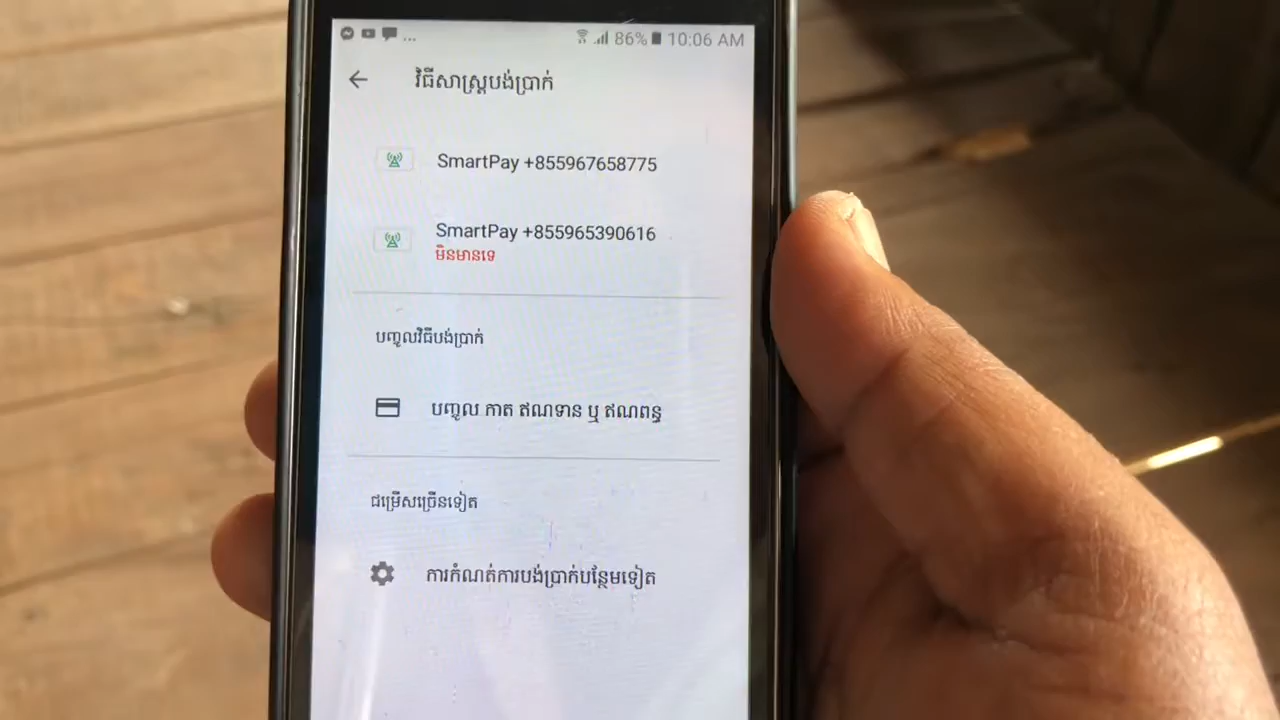 ... 86% 10:06 AM
វិធីសាស្ត្របង់ប្រាក់
SmartPay +855967658775
SmartPay +855965390616
មិនមានទេ
បញ្ចូលវិធីបង់ប្រាក់
បញ្ចូល កាត ឥណទាន ឬ ឥណពន្ធ
ជម្រើសច្រើនទៀត
ការកំណត់ការបង់ប្រាក់បន្ថែមទៀត